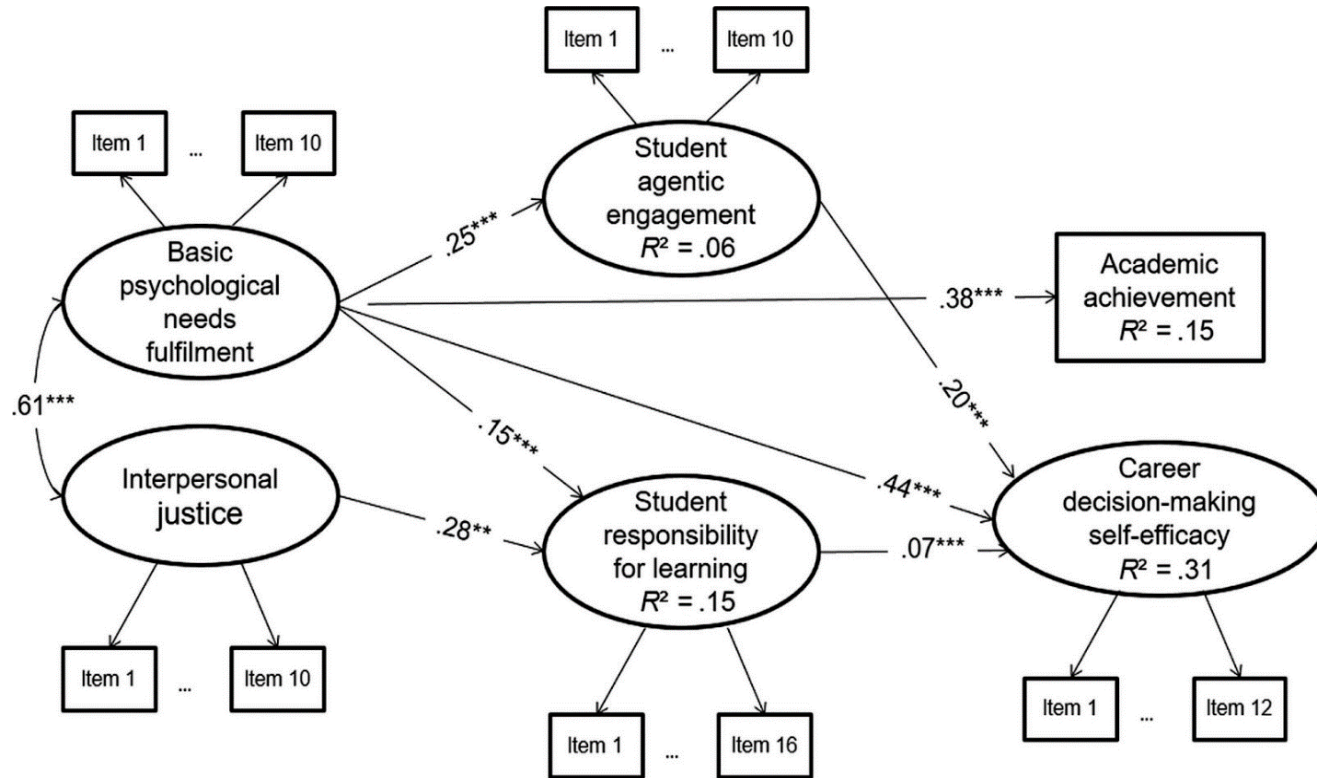 Item 1
...
Item 10
Item 1
...
Item 10
Student
agentic
engagement
R² = .06
Basic
psychological
needs
fulfilment
.25***
.38***
Academic
achievement
R² = .15
.61***
.20***
.15***
Interpersonal
justice
.28**
Student
responsibility
for learning
R² = .15
.44***
.07***
Career
decision-making
self-efficacy
R² = .31
Item 1
...
Item 10
Item 1
...
Item 16
Item 1
...
Item 12